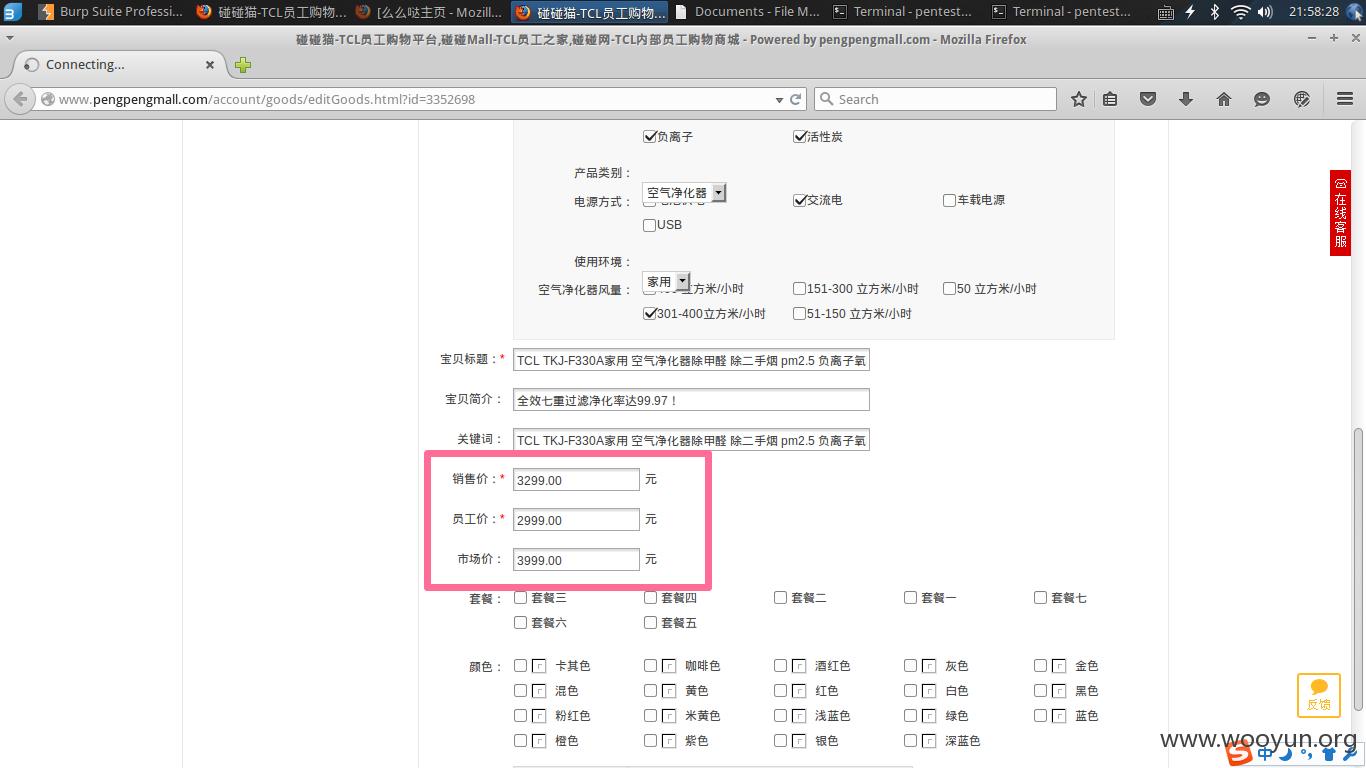 Burp Suite Professi... 碰碰猫-TCL员工购物... [么么哒主页 - Mozill... 碰碰猫-TCL员工购物... Documents - File M... Terminal - pentest... Terminal - pentest... 21:58:28
碰碰猫-TCL员工购物平台,碰碰Mall-TCL员工之家,碰碰网-TCL内部员工购物商城 - Powered by pengpengmall.com - Mozilla Firefox
Connecting...
www.pengpengmall.com/account/goods/editGoods.html?id=3352698 Search
负离子 活性炭
产品类别：
空气净化器
电源方式： 交流电 车载电源
USB
使用环境：
家用
空气净化器风量： 立方米/小时 151-300 立方米/小时 50 立方米/小时
301-400立方米/小时 51-150 立方米/小时
宝贝标题：* TCL TKJ-F330A家用 空气净化器除甲醛 除二手烟 pm2.5 负离子氧
宝贝简介： 全效七重过滤净化率达99.97！
关键词： TCL TKJ-F330A家用 空气净化器除甲醛 除二手烟 pm2.5 负离子氧
销售价：* 3299.00 元
员工价：* 2999.00 元
市场价： 3999.00 元
套餐： 套餐三 套餐四 套餐二 套餐一 套餐七
套餐六 套餐五
颜色： 卡其色 咖啡色 酒红色 灰色 金色
混色 黄色 红色 白色 黑色
粉红色 米黄色 浅蓝色 绿色 蓝色
橙色 紫色 银色 深蓝色
在线客服
反馈
www.wooyun.org
中